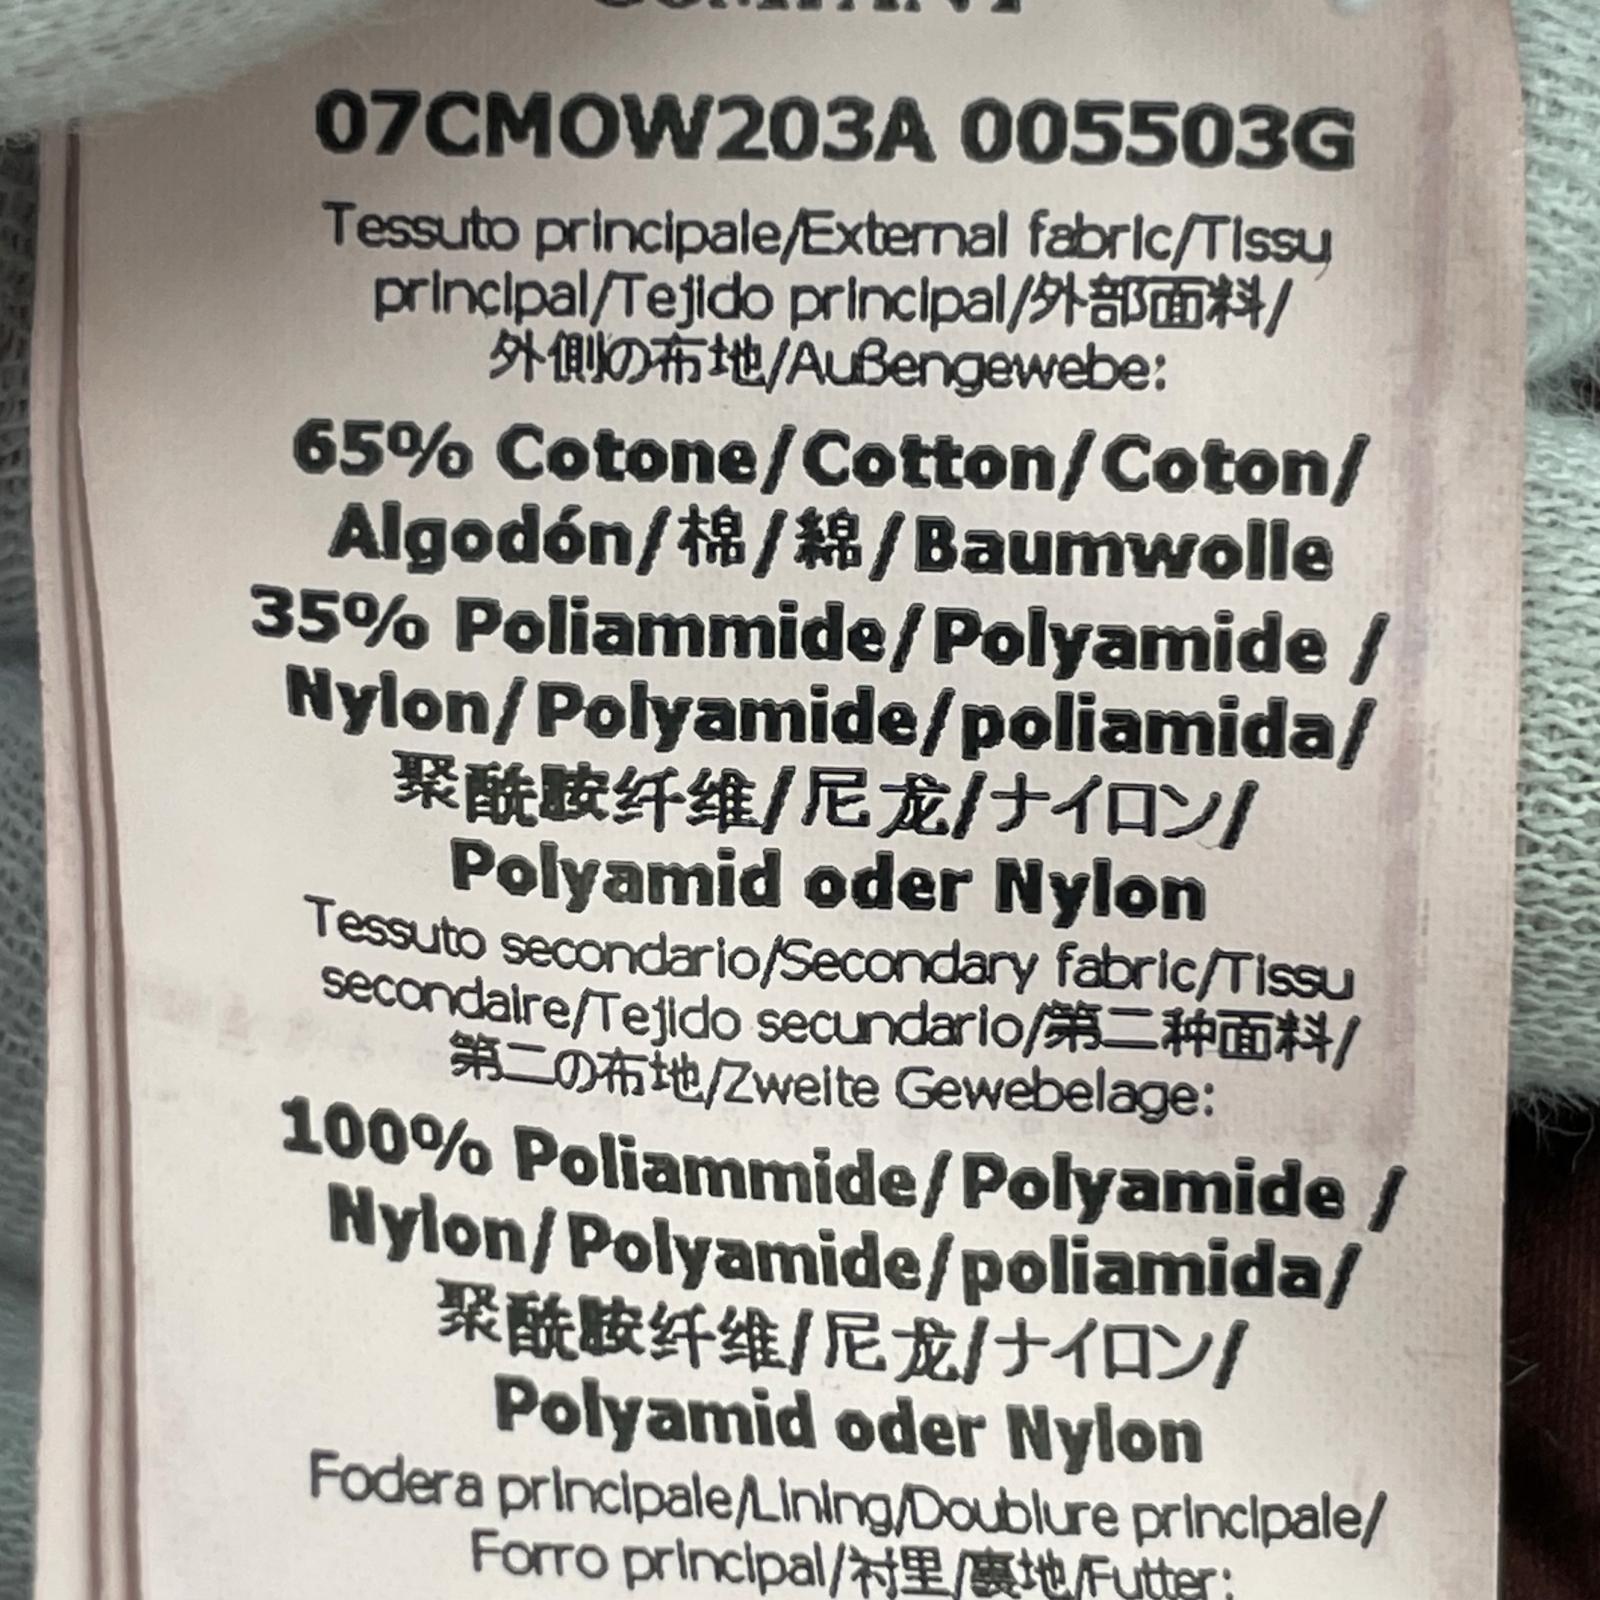 COMPANY
07CMOW203A 005503G
Tessuto principale/External fabric/Tissu
principal/Tejido principal/外部面料/
外側の布地/Außengewebe:
65% Cotone/Cotton/Coton/
Algodón/棉/綿/Baumwolle
35% Poliammide/Polyamide /
Nylon/Polyamide/poliamida/
聚酰胺纤维/尼龙/ナイロン/
Polyamid oder Nylon
Tessuto secondario/Secondary fabric/Tissu
secondaire/Tejido secundario/第二种面料/
第二の布地/Zweite Gewebelage:
100% Poliammide/Polyamide /
Nylon/Polyamide/poliamida/
聚酰胺纤维/尼龙/ナイロン/
Polyamid oder Nylon
Fodera principale/Lining/Doublure principale/
Forro principal/衬里/裏地/Futter: